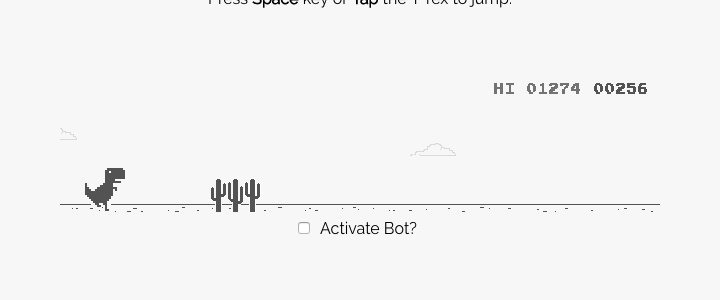 Press Space key or Tap the T-rex to jump.
HI 01274 00256
Activate Bot?